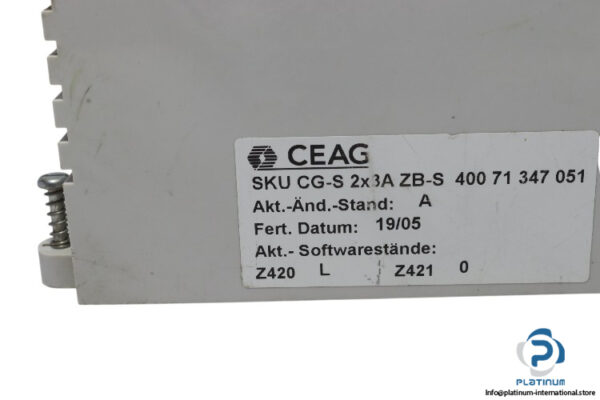 CEAG
SKU CG-S 2x3A ZB-S 400 71 347 051
Akt.-Änd.-Stand: A
Fert. Datum: 19/05
Akt.- Softwarestände:
Z420 L Z421 0
PLATINUM
info@platinum-international.store